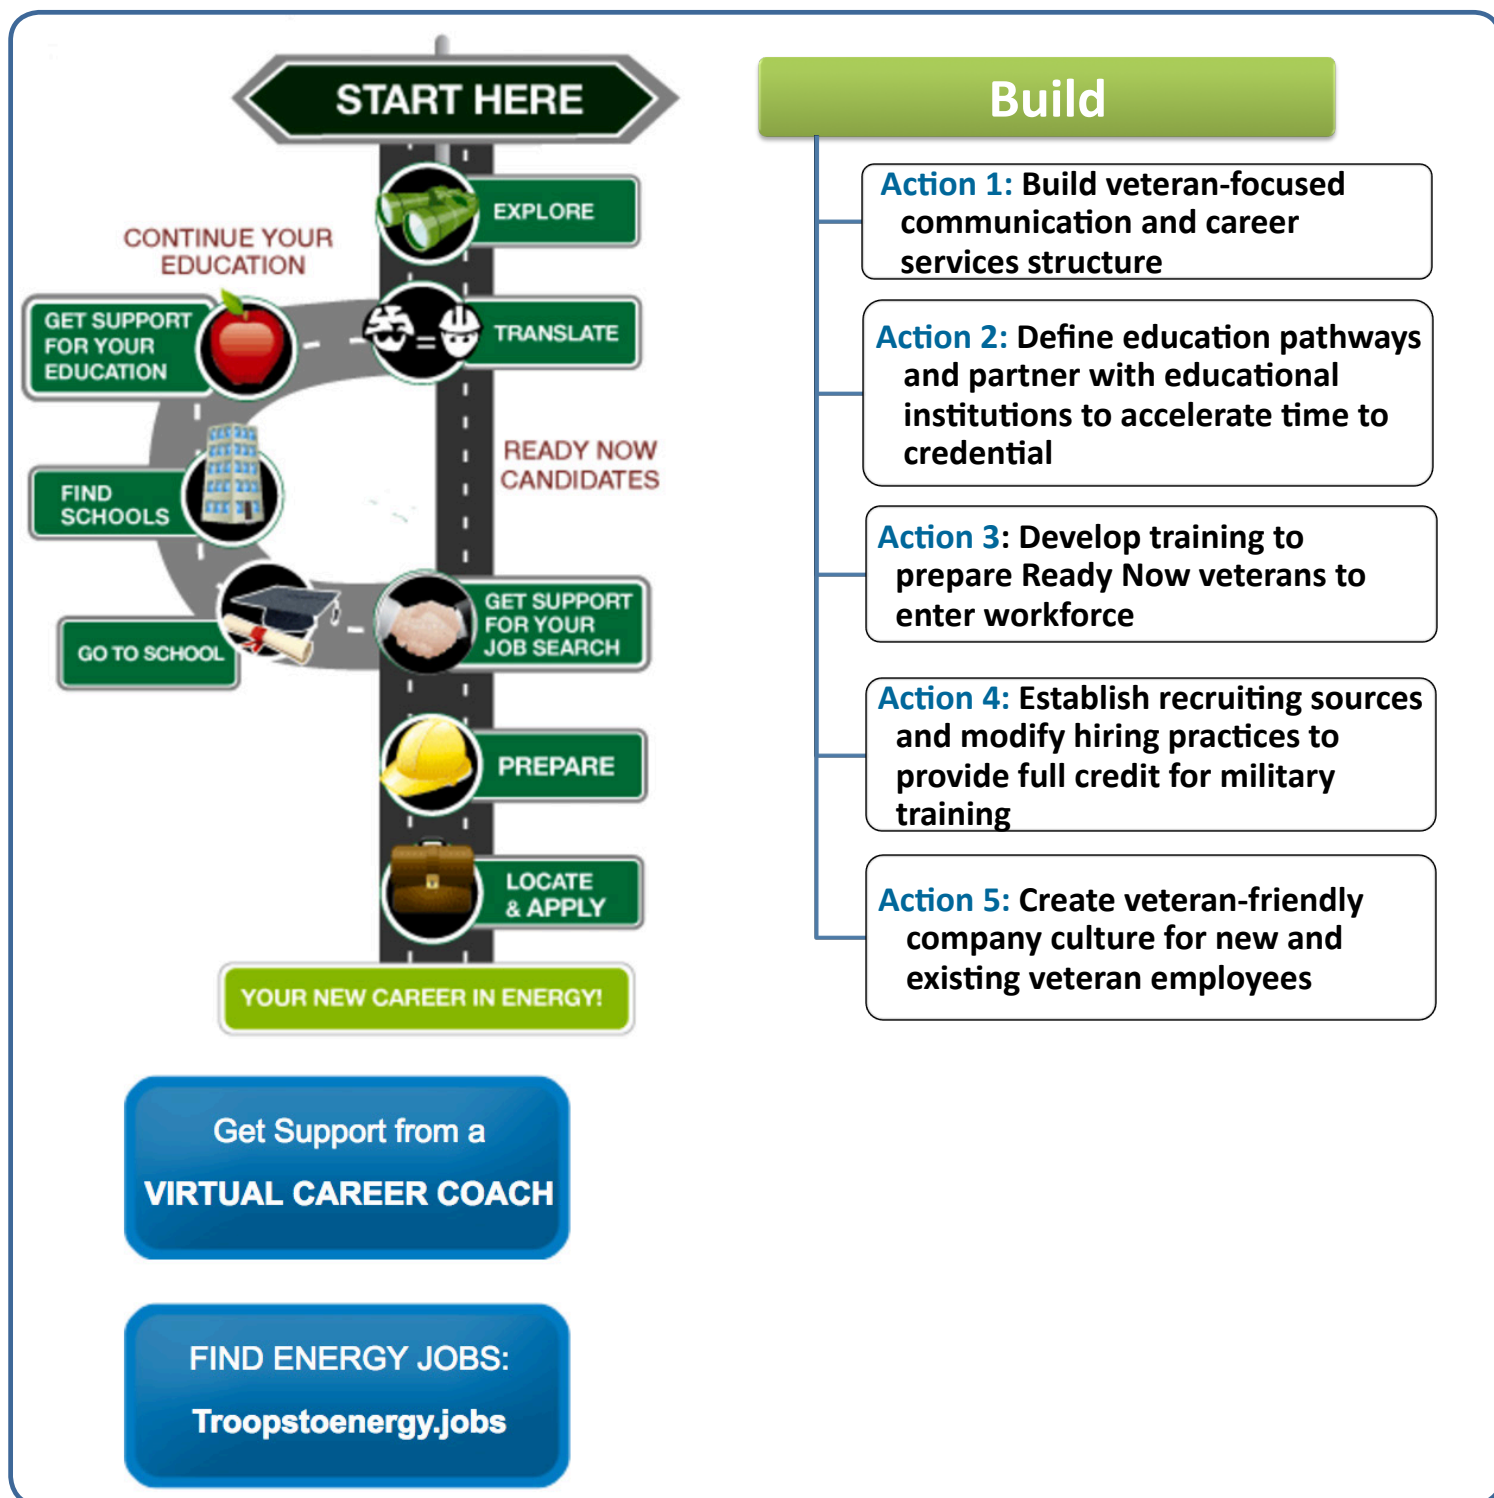 START HERE
EXPLORE
CONTINUE YOUR
EDUCATION
TRANSLATE
GET SUPPORT
FOR YOUR
EDUCATION
READY NOW
CANDIDATES
FIND
SCHOOLS
GO TO SCHOOL
GET SUPPORT
FOR YOUR
JOB SEARCH
PREPARE
LOCATE
& APPLY
YOUR NEW CAREER IN ENERGY!
Get Support from a
VIRTUAL CAREER COACH
FIND ENERGY JOBS:
Troopstoenergy.jobs
Build
Action 1: Build veteran-focused
communication and career
services structure
Action 2: Define education pathways
and partner with educational
institutions to accelerate time to
credential
Action 3: Develop training to
prepare Ready Now veterans to
enter workforce
Action 4: Establish recruiting sources
and modify hiring practices to
provide full credit for military
training
Action 5: Create veteran-friendly
company culture for new and
existing veteran employees